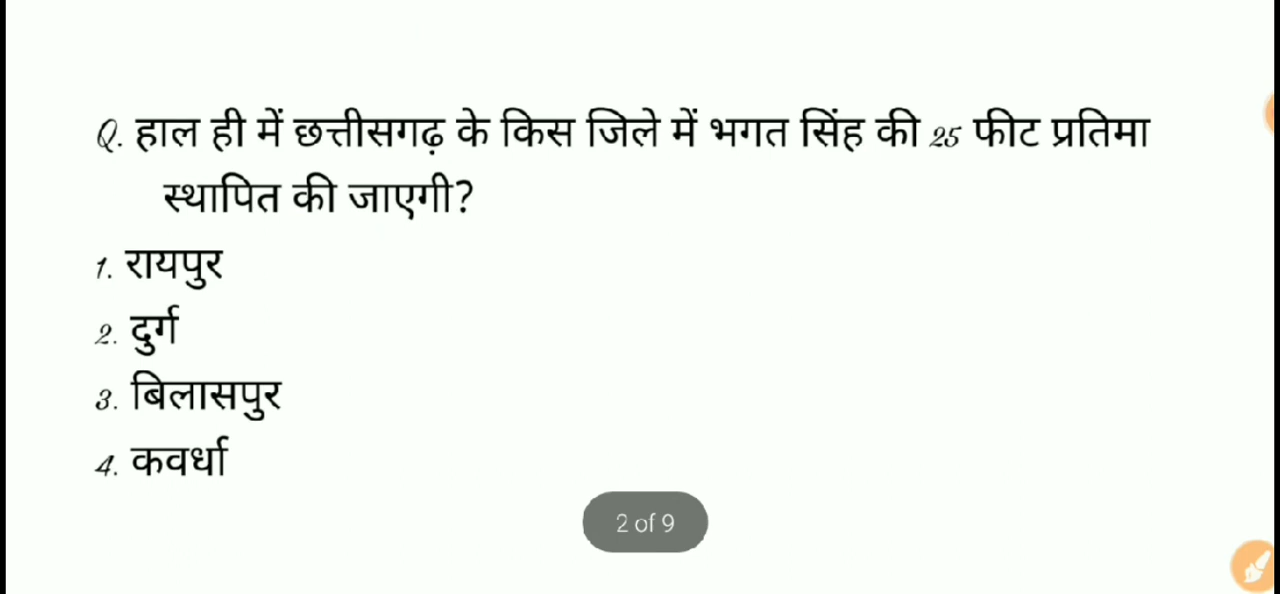 Q. हाल ही में छत्तीसगढ़ के किस जिले में भगत सिंह की 25 फीट प्रतिमा
स्थापित की जाएगी?
1. रायपुर
2. दुर्ग
3. बिलासपुर
4. कवर्धा
2 of 9